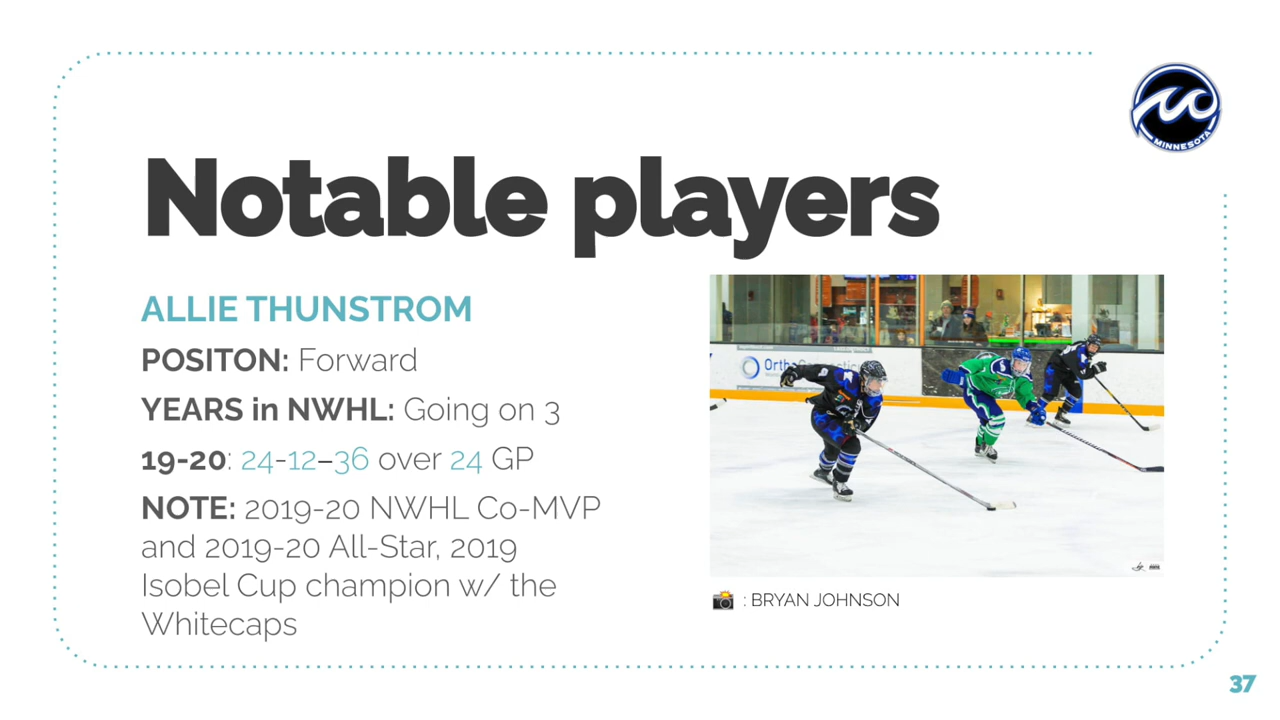 MINNESOTA
Notable players
ALLIE THUNSTROM
POSITON: Forward
YEARS in NWHL: Going on 3
19-20: 24-12–36 over 24 GP
NOTE: 2019-20 NWHL Co-MVP
and 2019-20 All-Star, 2019
Isobel Cup champion w/ the
Whitecaps
: BRYAN JOHNSON
37